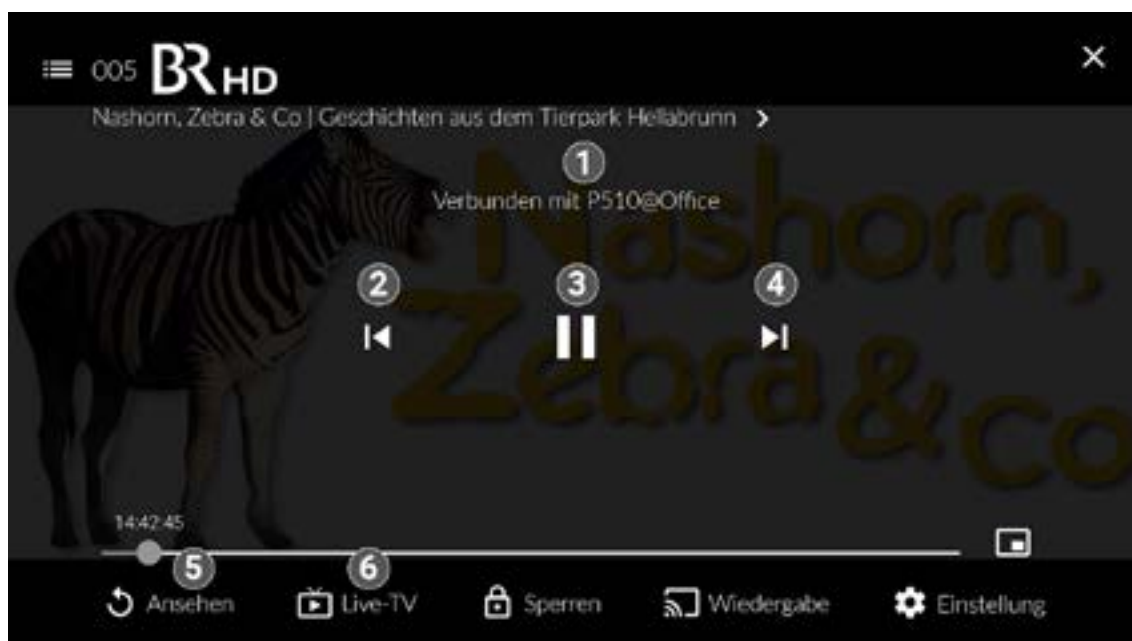 005 BR HD
Nashorn, Zebra & Co | Geschichten aus dem Tierpark Hellabrunn
1
Verbunden mit P510@Office
Nashorn,
2 3 4
Zebra & Co
14:42:45
5 6
Ansehen Live-TV Sperren Wiedergabe Einstellung